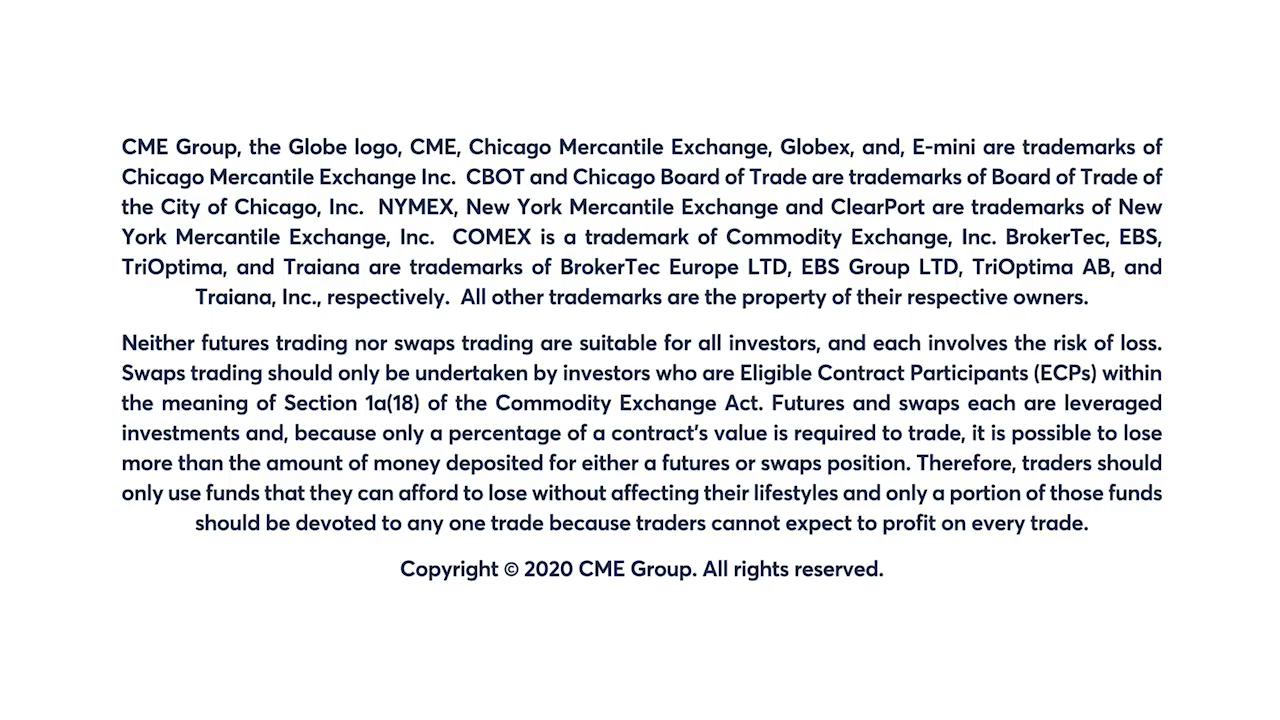 CME Group, the Globe logo, CME, Chicago Mercantile Exchange, Globex, and, E-mini are trademarks of
Chicago Mercantile Exchange Inc.  CBOT and Chicago Board of Trade are trademarks of Board of Trade of
the City of Chicago, Inc.  NYMEX, New York Mercantile Exchange and ClearPort are trademarks of New
York Mercantile Exchange, Inc.  COMEX is a trademark of Commodity Exchange, Inc. BrokerTec, EBS,
TriOptima, and Traiana are trademarks of BrokerTec Europe LTD, EBS Group LTD, TriOptima AB, and
Traiana, Inc., respectively.  All other trademarks are the property of their respective owners.
Neither futures trading nor swaps trading are suitable for all investors, and each involves the risk of loss.
Swaps trading should only be undertaken by investors who are Eligible Contract Participants (ECPs) within
the meaning of Section 1a(18) of the Commodity Exchange Act. Futures and swaps each are leveraged
investments and, because only a percentage of a contract's value is required to trade, it is possible to lose
more than the amount of money deposited for either a futures or swaps position. Therefore, traders should
only use funds that they can afford to lose without affecting their lifestyles and only a portion of those funds
should be devoted to any one trade because traders cannot expect to profit on every trade.
Copyright © 2020 CME Group. All rights reserved.